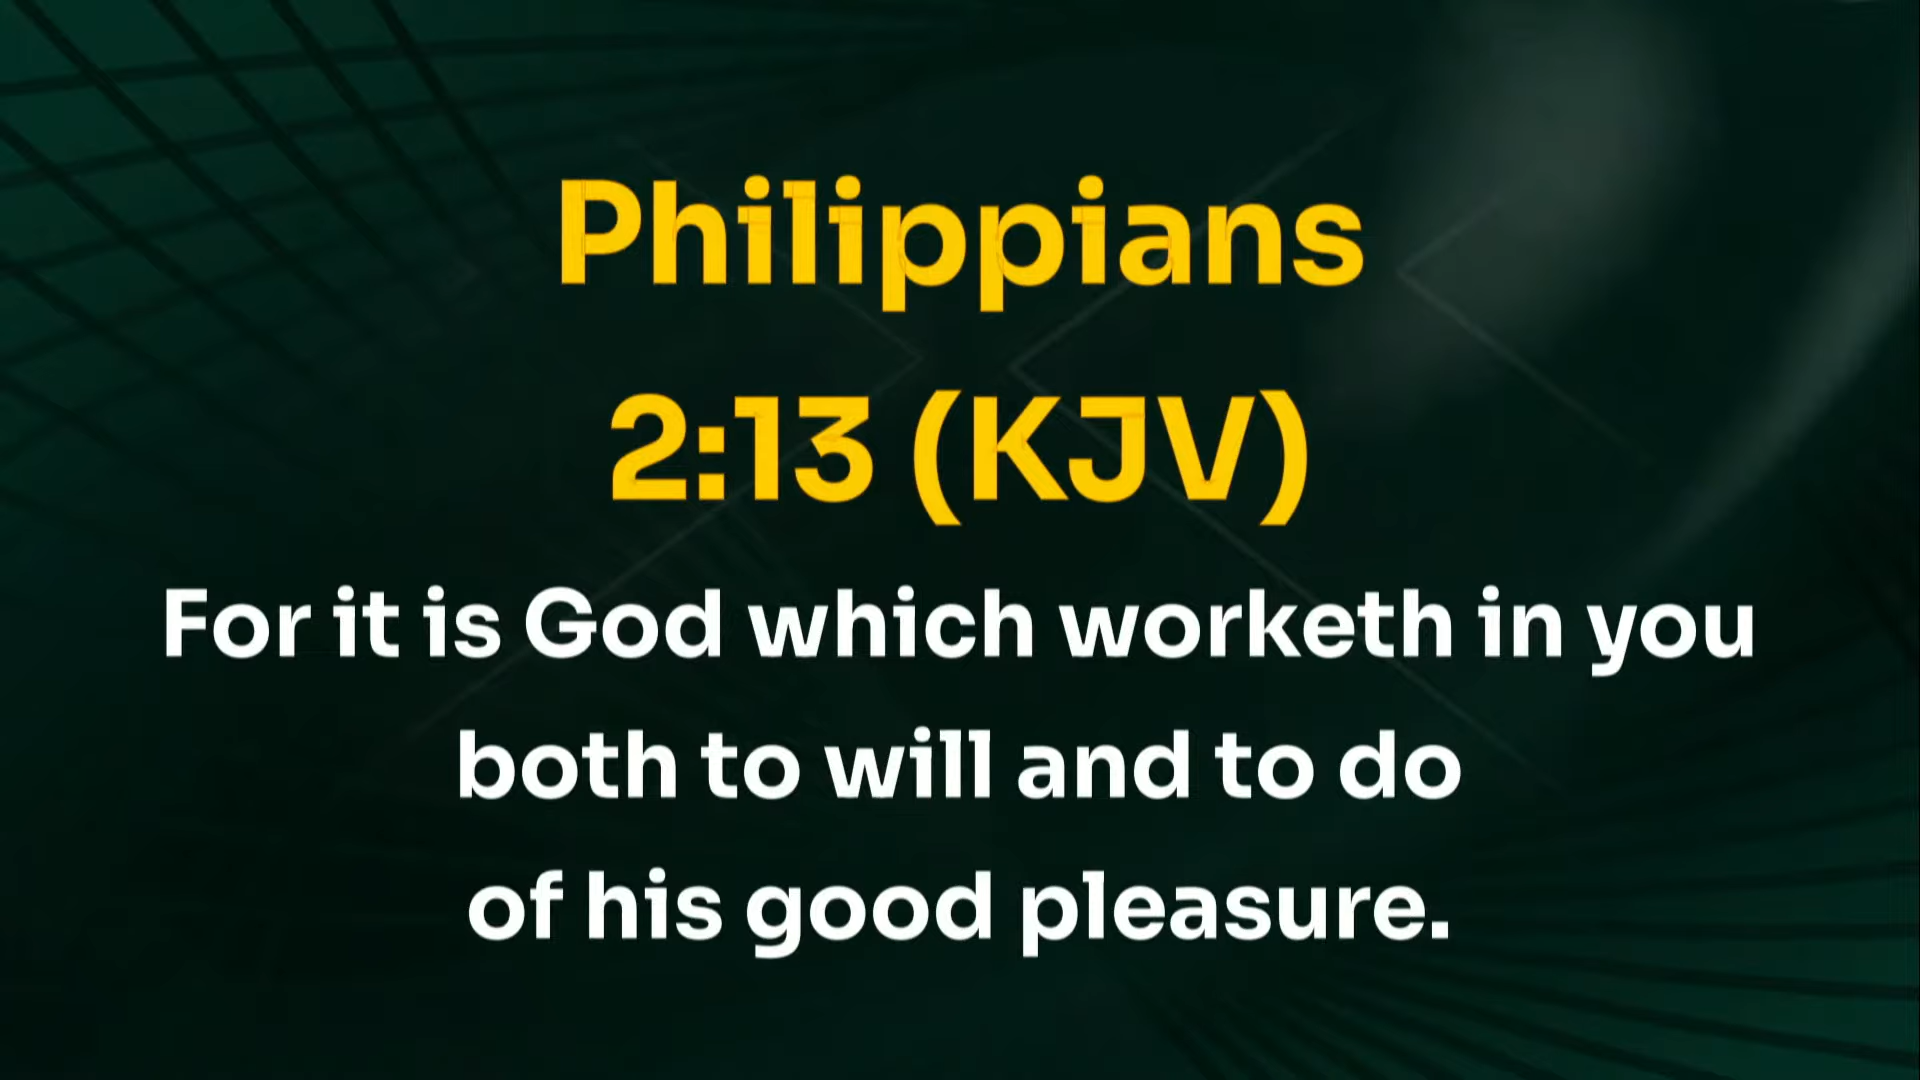 Philippians
2:13 (KJV)
For it is God which worketh in you
both to will and to do
of his good pleasure.